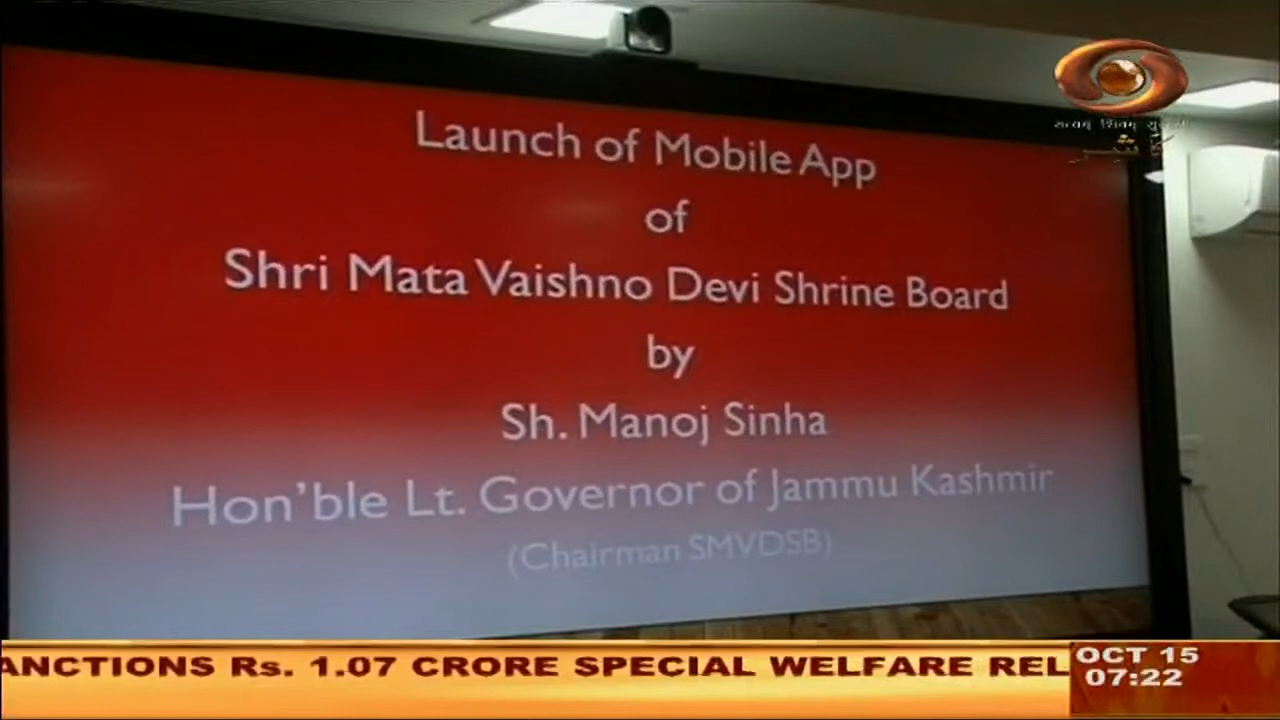 Launch of Mobile App
of
Shri Mata Vaishno Devi Shrine Board
by
Sh. Manoj Sinha
Hon'ble Lt. Governor of Jammu Kashmir
(Chairman SMVDSB)
ANCTIONS Rs. 1.07 CRORE SPECIAL WELFARE REL
OCT 15
07:22